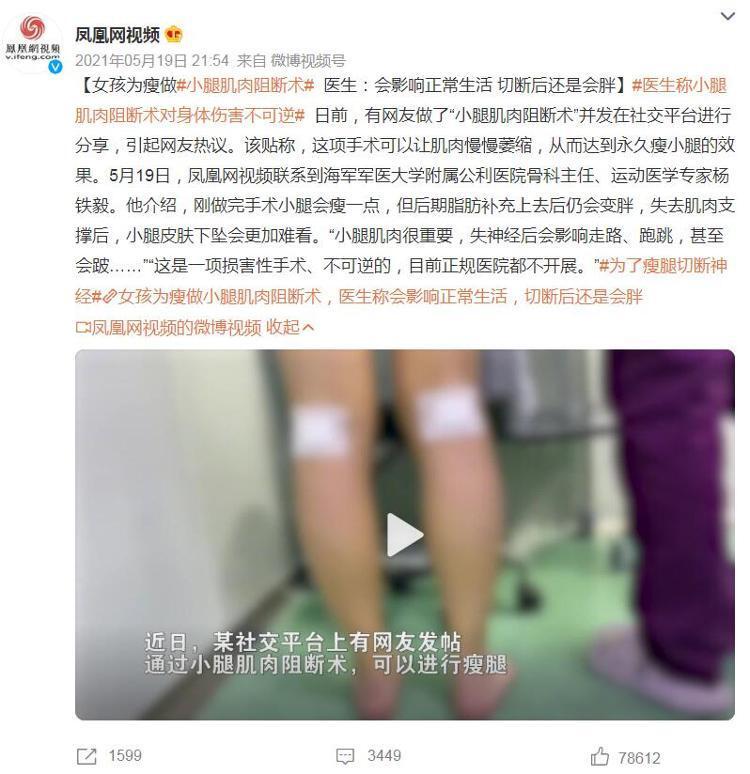 鳳凰網視頻
v.ifeng.com
凤凰网视频
2021年05月19日 21:54 来自 微博视频号
【女孩为瘦做#小腿肌肉阻断术# 医生：会影响正常生活 切断后还是会胖】#医生称小腿
肌肉阻断术对身体伤害不可逆# 日前，有网友做了“小腿肌肉阻断术”并发在社交平台进行
分享，引起网友热议。该贴称，这项手术可以让肌肉慢慢萎缩，从而达到永久瘦小腿的效
果。5月19日，凤凰网视频联系到海军军医大学附属公利医院骨科主任、运动医学专家杨
铁毅。他介绍，刚做完手术小腿会瘦一点，但后期脂肪补充上去后仍会变胖，失去肌肉支
撑后，小腿皮肤下坠会更加难看。“小腿肌肉很重要，失神经后会影响走路、跑跳，甚至
会跛……”“这是一项损害性手术、不可逆的，目前正规医院都不开展。”#为了瘦腿切断神
经#女孩为瘦做小腿肌肉阻断术，医生称会影响正常生活，切断后还是会胖
凤凰网视频的微博视频 收起
近日，某社交平台上有网友发帖
通过小腿肌肉阻断术，可以进行瘦腿
1599 3449 78612